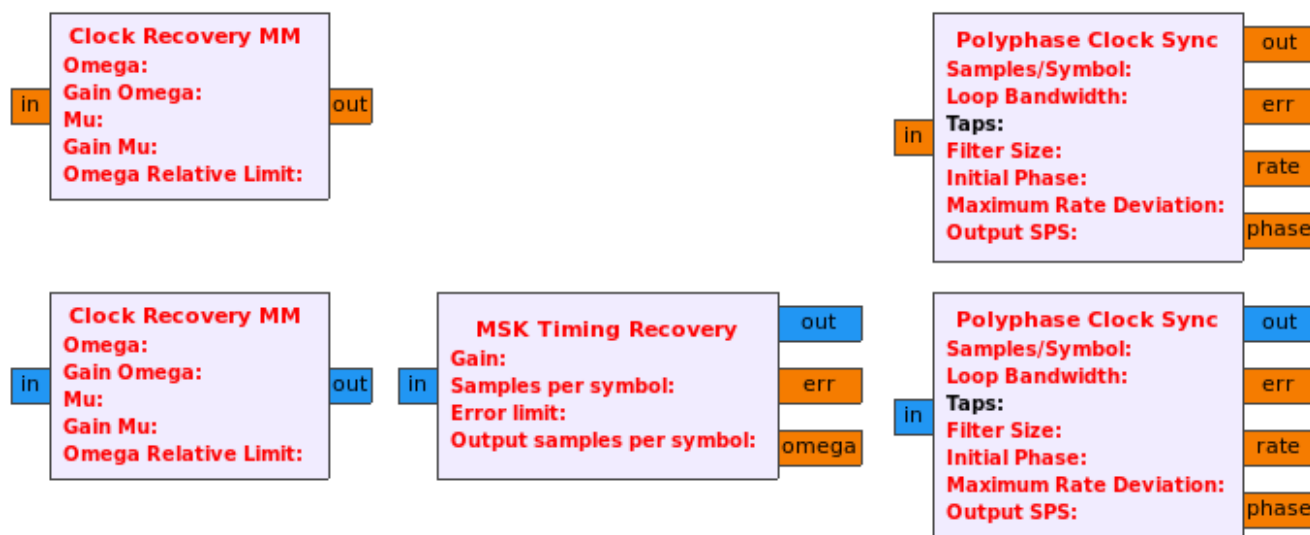 Clock Recovery MM
Omega:
Gain Omega:
Mu:
Gain Mu:
Omega Relative Limit:
in
out
Polyphase Clock Sync
Samples/Symbol:
Loop Bandwidth:
Taps:
Filter Size:
Initial Phase:
Maximum Rate Deviation:
Output SPS:
in
out
err
rate
phase
Clock Recovery MM
Omega:
Gain Omega:
Mu:
Gain Mu:
Omega Relative Limit:
in
out
MSK Timing Recovery
Gain:
Samples per symbol:
Error limit:
Output samples per symbol:
in
out
err
omega
Polyphase Clock Sync
Samples/Symbol:
Loop Bandwidth:
Taps:
Filter Size:
Initial Phase:
Maximum Rate Deviation:
Output SPS:
in
out
err
rate
phase